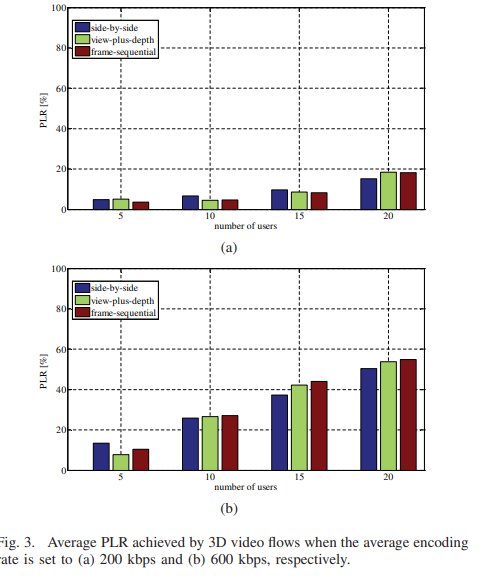 100
80
60
40
20
0
PLR [%]
side-by-side
view-plus-depth
frame-sequential
5 10 15 20
number of users
(a)
100
80
60
40
20
0
PLR [%]
side-by-side
view-plus-depth
frame-sequential
5 10 15 20
number of users
(b)
Fig. 3. Average PLR achieved by 3D video flows when the average encoding
rate is set to (a) 200 kbps and (b) 600 kbps, respectively.